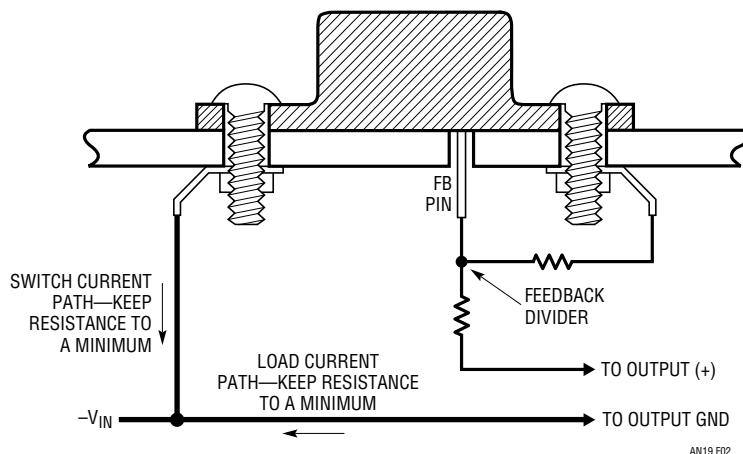 FB
PIN
SWITCH CURRENT
PATH—KEEP
RESISTANCE TO
A MINIMUM
FEEDBACK
DIVIDER
LOAD CURRENT
PATH—KEEP RESISTANCE
TO A MINIMUM
TO OUTPUT (+)
–VIN
TO OUTPUT GND
AN19 F02